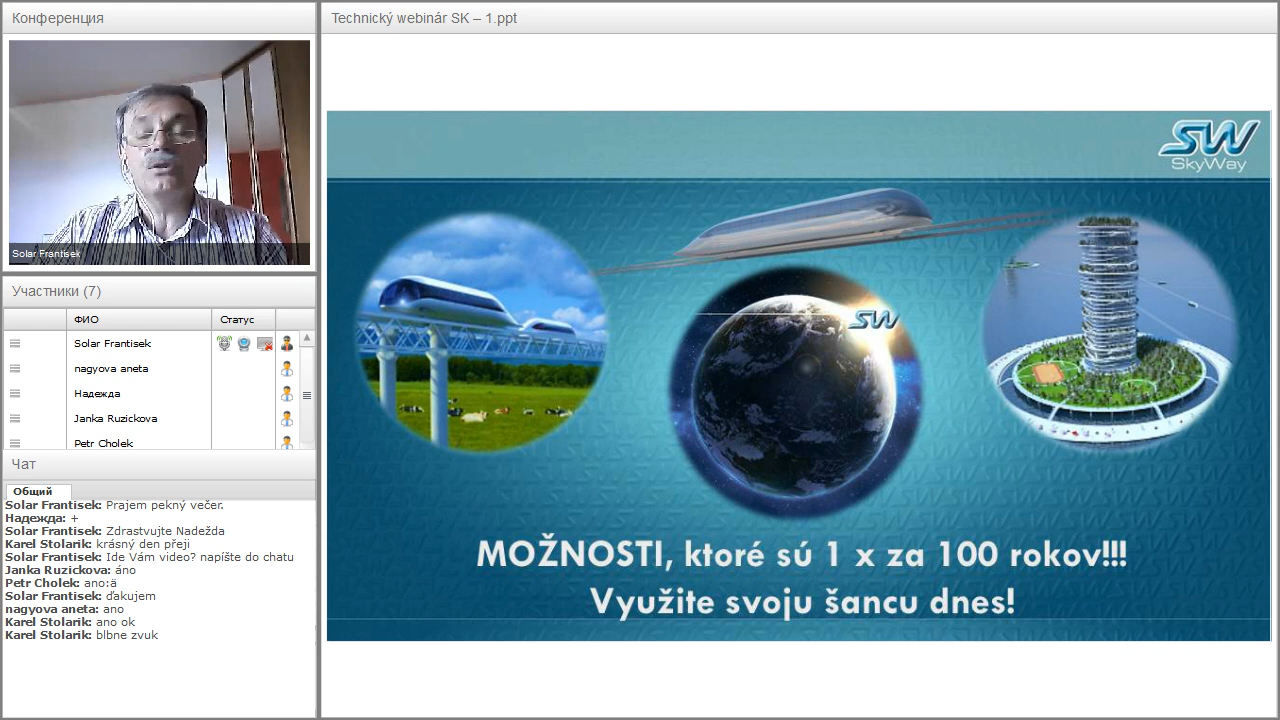 Конференция
Solar Frantisek
Участники (7)
ФИО
Статус
Solar Frantisek
nagyova aneta
Надежда
Janka Ruzickova
Petr Cholek
Чат
Общий
Solar Frantisek: Prajem pekný večer.
Надежда: +
Solar Frantisek: Zdrastvujte Nadežda
Karel Stolarik: krásný den přeji
Solar Frantisek: Ide Vám video? napíšte do chatu
Janka Ruzickova: áno
Petr Cholek: ano:ä
Solar Frantisek: ďakujem
nagyova aneta: ano
Karel Stolarik: ano ok
Karel Stolarik: blbne zvuk
Technický webinár SK – 1.ppt
SW
SkyWay
SW
MOŽNOSTI, ktoré sú 1 x za 100 rokov!!!
Využite svoju šancu dnes!